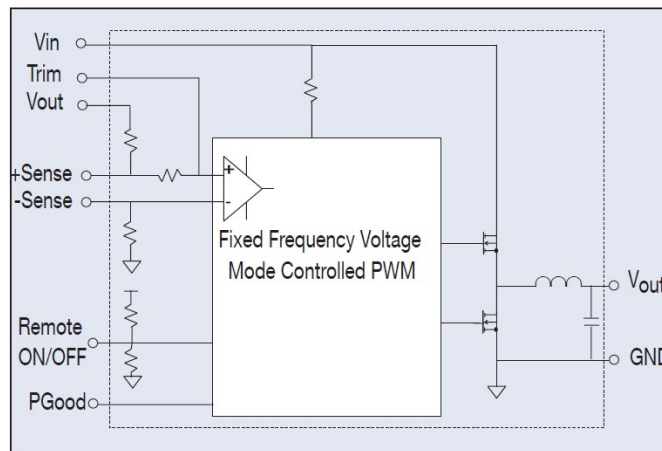 Vin
Trim
Vout
+Sense
-Sense
+
-
Fixed Frequency Voltage
Mode Controlled PWM
Vout
Remote
ON/OFF
GND
PGood